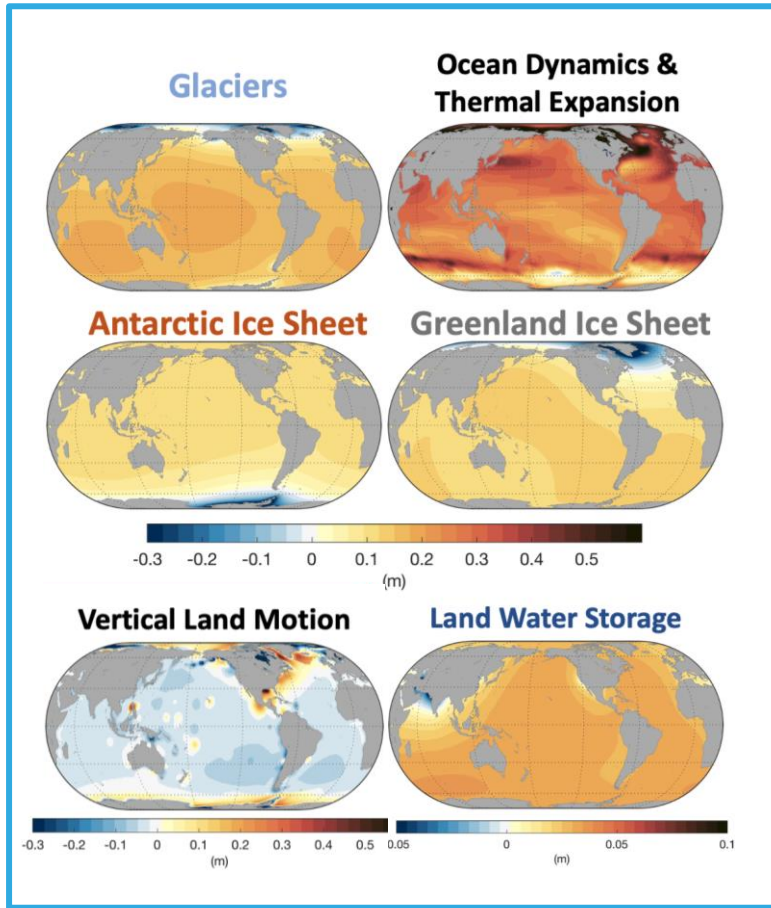 Glaciers
Ocean Dynamics &
Thermal Expansion
Antarctic Ice Sheet
Greenland Ice Sheet
-0.3 -0.2 -0.1 0 0.1 0.2 0.3 0.4 0.5
(m)
Vertical Land Motion
Land Water Storage
-0.3 -0.2 -0.1 0 0.1 0.2 0.3 0.4 0.5
(m)
0.05 0 0.05 0.1
(m)